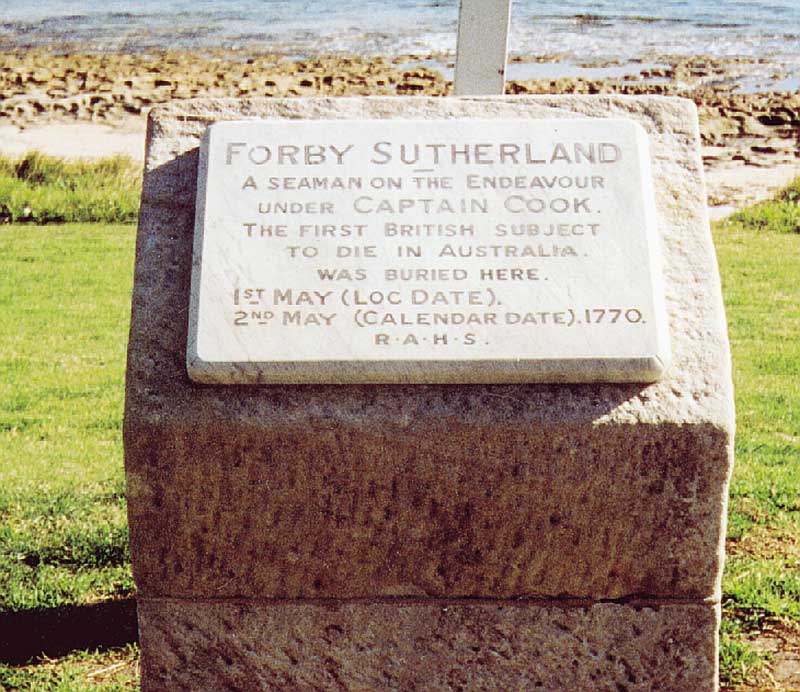 FORBY SUTHERLAND
A SEAMAN ON THE ENDEAVOUR
UNDER CAPTAIN COOK.
THE FIRST BRITISH SUBJECT
TO DIE IN AUSTRALIA.
WAS BURIED HERE.
1ST MAY (LOC DATE).
2ND MAY (CALENDAR DATE).1770.
R·A·H·S.